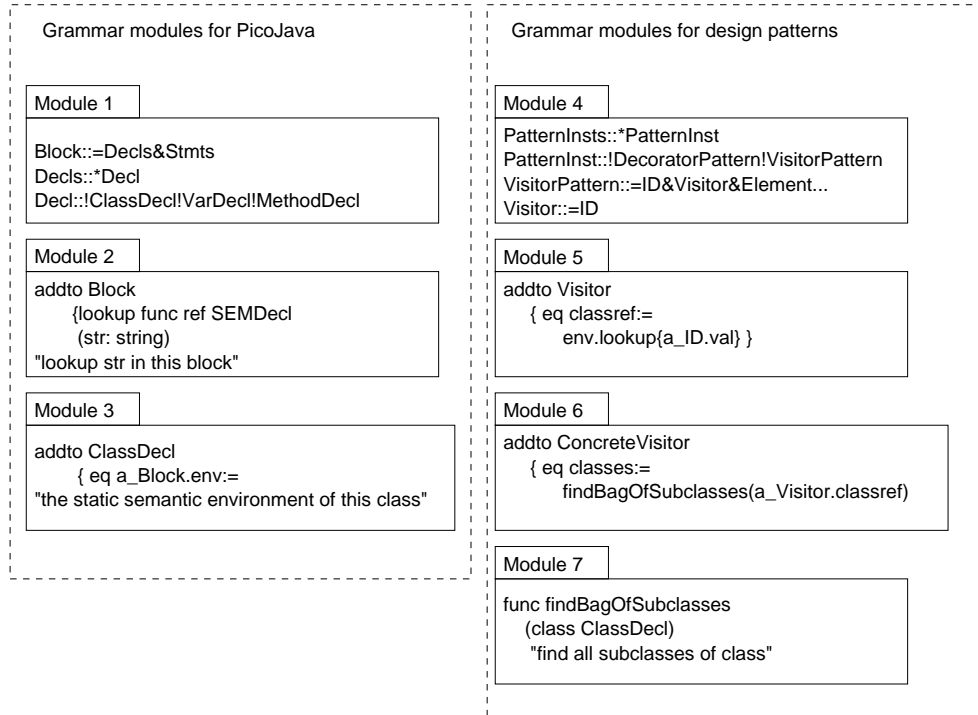 Grammar modules for PicoJava
Module 1
Block::=Decls&Stmts
Decls::*Decl
Decl::!ClassDecl!VarDecl!MethodDecl
Module 2
addto Block
{lookup func ref SEMDecl
(str: string)
"lookup str in this block"
Module 3
addto ClassDecl
{ eq a_Block.env:=
"the static semantic environment of this class"
Grammar modules for design patterns
Module 4
PatternInsts::*PatternInst
PatternInst::!DecoratorPattern!VisitorPattern
VisitorPattern::=ID&Visitor&Element...
Visitor::=ID
Module 5
addto Visitor
{ eq classref:=
env.lookup{a_ID.val} }
Module 6
addto ConcreteVisitor
{ eq classes:=
findBagOfSubclasses(a_Visitor.classref)
Module 7
func findBagOfSubclasses
(class ClassDecl)
"find all subclasses of class"